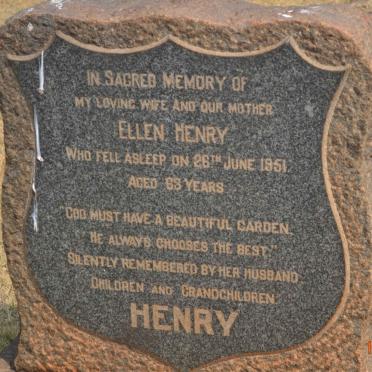 IN SACRED MEMORY OF
MY LOVING WIFE AND OUR MOTHER
ELLEN HENRY
WHO FELL ASLEEP ON 26TH JUNE 1951.
AGED 63 YEARS
"GOD MUST HAVE A BEAUTIFUL GARDEN,
HE ALWAYS CHOOSES THE BEST."
SILENTLY REMEMBERED BY HER HUSBAND
CHILDREN AND GRANDCHILDREN
HENRY